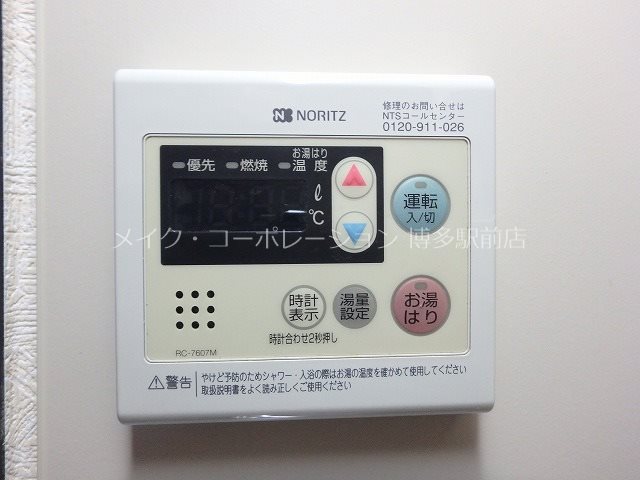 NORITZ
修理のお問い合せは
NTSコールセンター
0120-911-026
お湯はり
優先 燃焼 温度
ℓ
℃
運転
入/切
メイク・コーポレーション 博多駅前店
時計
表示
湯量
設定
お湯
はり
時計合わせ2秒押し
RC-7607M
警告
やけど予防のためシャワー・入浴の際はお湯の温度を確かめて使用してください
取扱説明書をよく読み正しくご使用ください